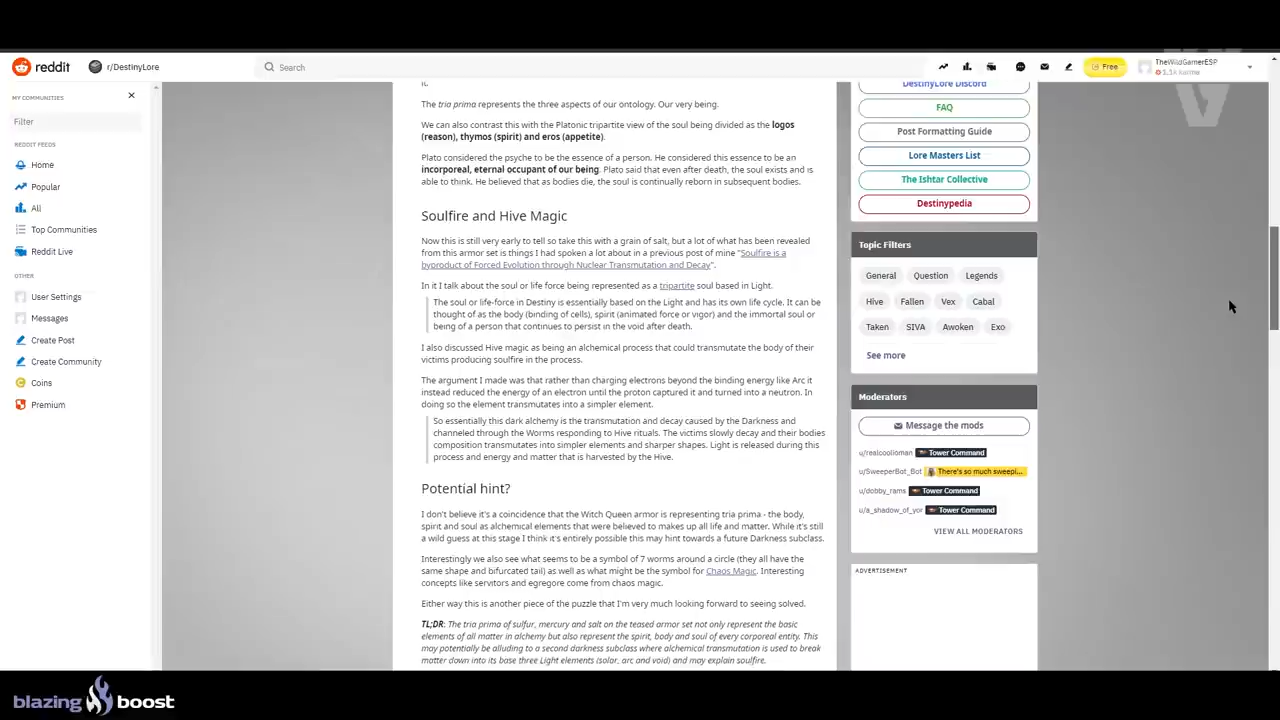 reddit
r/DestinyLore
Search
Free
TheWildGamerESP
1.1k karma
MY COMMUNITIES
Filter
REDDIT FEEDS
Home
Popular
All
Top Communities
Reddit Live
OTHER
User Settings
Messages
Create Post
Create Community
Coins
Premium
it.
The tria prima represents the three aspects of our ontology. Our very being.
We can also contrast this with the Platonic tripartite view of the soul being divided as the logos
(reason), thymos (spirit) and eros (appetite).
Plato considered the psyche to be the essence of a person. He considered this essence to be an
incorporeal, eternal occupant of our being. Plato said that even after death, the soul exists and is
able to think. He believed that as bodies die, the soul is continually reborn in subsequent bodies.
Soulfire and Hive Magic
Now this is still very early to tell so take this with a grain of salt, but a lot of what has been revealed
from this armor set is things I had spoken a lot about in a previous post of mine "Soulfire is a
byproduct of Forced Evolution through Nuclear Transmutation and Decay".
In it I talk about the soul or life force being represented as a tripartite soul based in Light.
The soul or life-force in Destiny is essentially based on the Light and has its own life cycle. It can be
thought of as the body (binding of cells), spirit (animated force or vigor) and the immortal soul or
being of a person that continues to persist in the void after death.
I also discussed Hive magic as being an alchemical process that could transmutate the body of their
victims producing soulfire in the process.
The argument I made was that rather than charging electrons beyond the binding energy like Arc it
instead reduced the energy of an electron until the proton captured it and turned into a neutron. In
doing so the element transmutates into a simpler element.
So essentially this dark alchemy is the transmutation and decay caused by the Darkness and
channeled through the Worms responding to Hive rituals. The victims slowly decay and their bodies
composition transmutates into simpler elements and sharper shapes. Light is released during this
process and energy and matter that is harvested by the Hive.
Potential hint?
I don't believe it's a coincidence that the Witch Queen armor is representing tria prima - the body,
spirit and soul as alchemical elements that were believed to makes up all life and matter. While it's still
a wild guess at this stage I think it's entirely possible this may hint towards a future Darkness subclass.
Interestingly we also see what seems to be a symbol of 7 worms around a circle (they all have the
same shape and bifurcated tail) as well as what might be the symbol for Chaos Magic. Interesting
concepts like servitors and egregore come from chaos magic.
Either way this is another piece of the puzzle that I'm very much looking forward to seeing solved.
TL;DR: The tria prima of sulfur, mercury and salt on the teased armor set not only represent the basic
elements of all matter in alchemy but also represent the spirit, body and soul of every corporeal entity. This
may potentially be alluding to a second darkness subclass where alchemical transmutation is used to break
matter down into its base three Light elements (solar, arc and void) and may explain soulfire.
DestinyLore Discord
FAQ
Post Formatting Guide
Lore Masters List
The Ishtar Collective
Destinypedia
Topic Filters
General Question Legends
Hive Fallen Vex Cabal
Taken SIVA Awoken Exo
See more
Moderators
Message the mods
u/realcoolioman Tower Command
u/SweeperBot_Bot There's so much sweepi...
u/dobby_rams Tower Command
u/a_shadow_of_yor Tower Command
VIEW ALL MODERATORS
ADVERTISEMENT
blazing boost